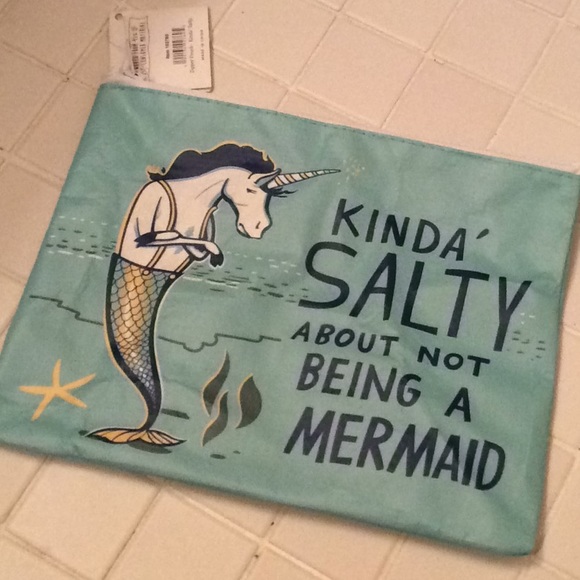 KINDA'
SALTY
ABOUT NOT
BEING A
MERMAID